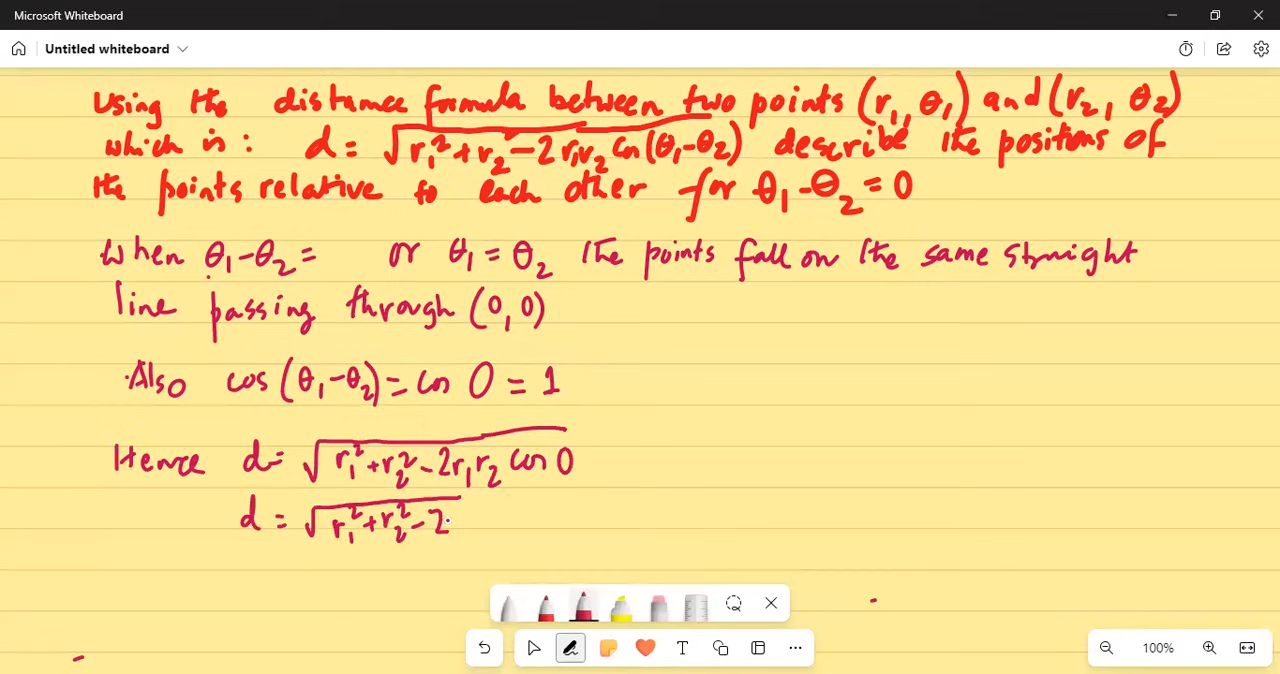 Microsoft Whiteboard
Untitled whiteboard
Using the distance formula between two points (r₁, θ₁) and (r₂, θ₂)
which is: d = √r₁²+r₂²-2r₁r₂ cos(θ₁-θ₂) describe the positions of
the points relative to each other for θ₁-θ₂=0
When θ₁-θ₂= or θ₁=θ₂ the points fall on the same straight
line passing through (0,0)
Also cos(θ₁-θ₂)=cos 0=1
Hence d=√r₁²+r₂²-2r₁r₂ cos 0
d=√r₁²+r₂²-2
100%